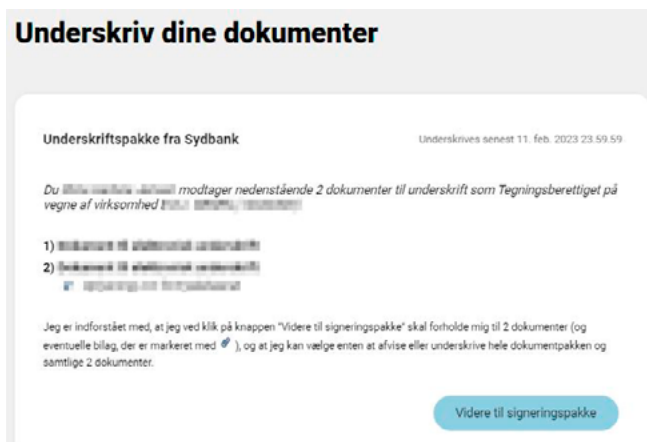 Underskriv dine dokumenter
Underskriftspakke fra Sydbank
Underskrives senest 11. feb. 2023 23.59.59
Du modtager nedenstående 2 dokumenter til underskrift som Tegningsberettiget på
vegne af virksomhed
1)
2)
Jeg er indforstået med, at jeg ved klik på knappen "Videre til signeringspakke" skal forholde mig til 2 dokumenter (og
eventuelle bilag, der er markeret med ), og at jeg kan vælge enten at afvise eller underskrive hele dokumentpakken og
samtlige 2 dokumenter.
Videre til signeringspakke